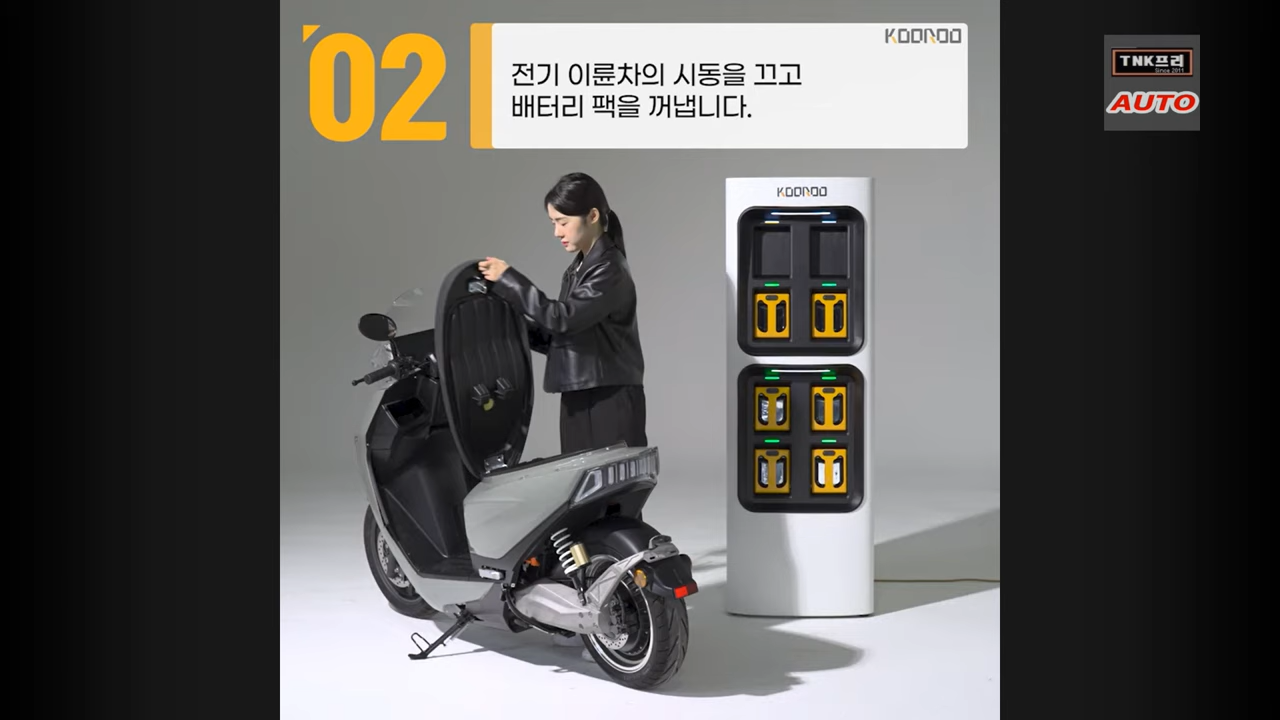 02
KOOROO
전기 이륜차의 시동을 끄고
배터리 팩을 꺼냅니다.
TNK프리
Since 2011
AUTO
KOOROO